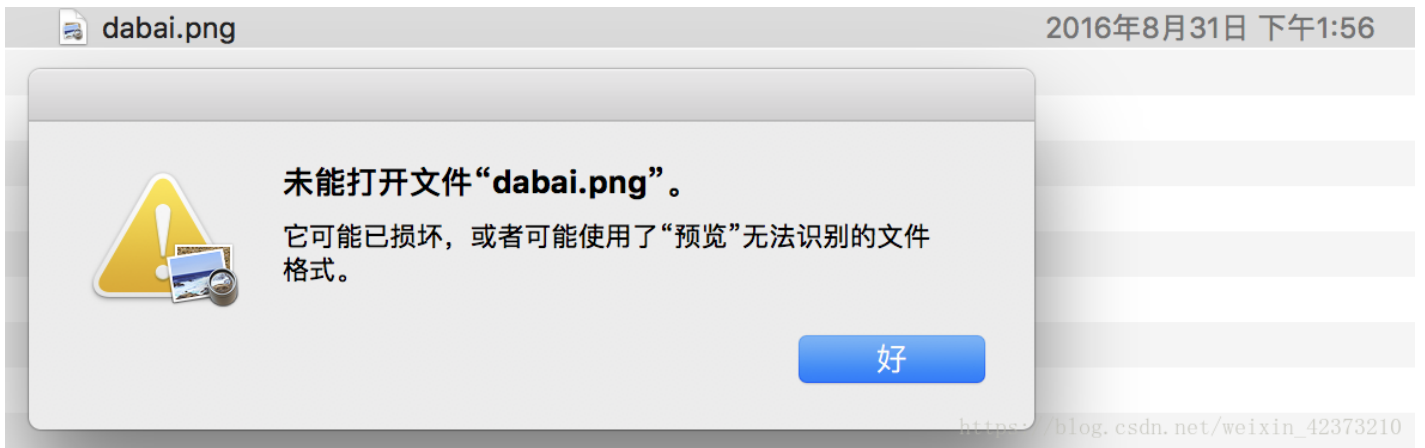 dabai.png 2016年8月31日 下午1:56
未能打开文件“dabai.png”。
它可能已损坏，或者可能使用了“预览”无法识别的文件
格式。
好
https://blog.csdn.net/weixin_42373210